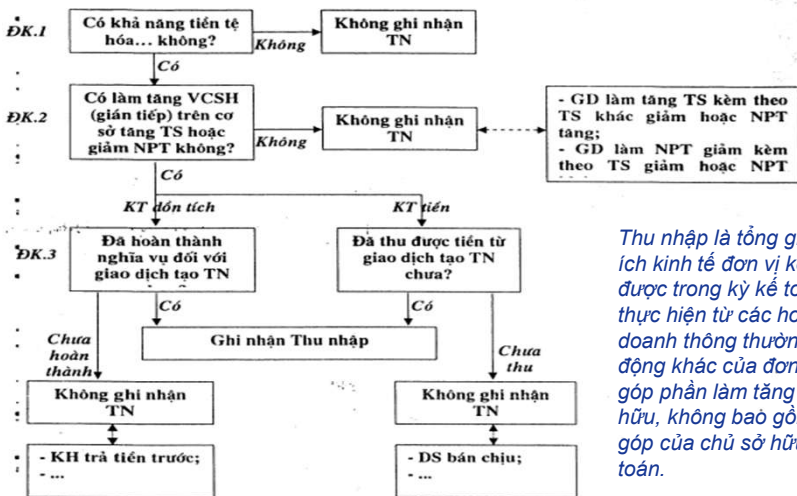 ĐK.1
Có khả năng tiền tệ
hóa... không?
Không
Không ghi nhận
TN
Có
ĐK.2
Có làm tăng VCSH
(gián tiếp) trên cơ
sở tăng TS hoặc
giảm NPT không?
Không
Không ghi nhận
TN
- GD làm tăng TS kèm theo
TS khác giảm hoặc NPT
tăng;
- GD làm NPT giảm kèm
theo TS giảm hoặc NPT
Có
KT dồn tích
KT tiền
ĐK.3
Đã hoàn thành
nghĩa vụ đối với
giao dịch tạo TN
Đã thu được tiền từ
giao dịch tạo TN
chưa?
Có
Có
Ghi nhận Thu nhập
Chưa
hoàn
thành
Chưa
thu
Không ghi nhận
TN
Không ghi nhận
TN
- KH trả tiền trước;
- ...
- DS bán chịu;
- ...
Thu nhập là tổng
ích kinh tế đơn vị
được trong kỳ kế
thực hiện từ các
doanh thông
động khác của
góp phần làm tăng
hữu, không bao
góp của chủ sở
toán.